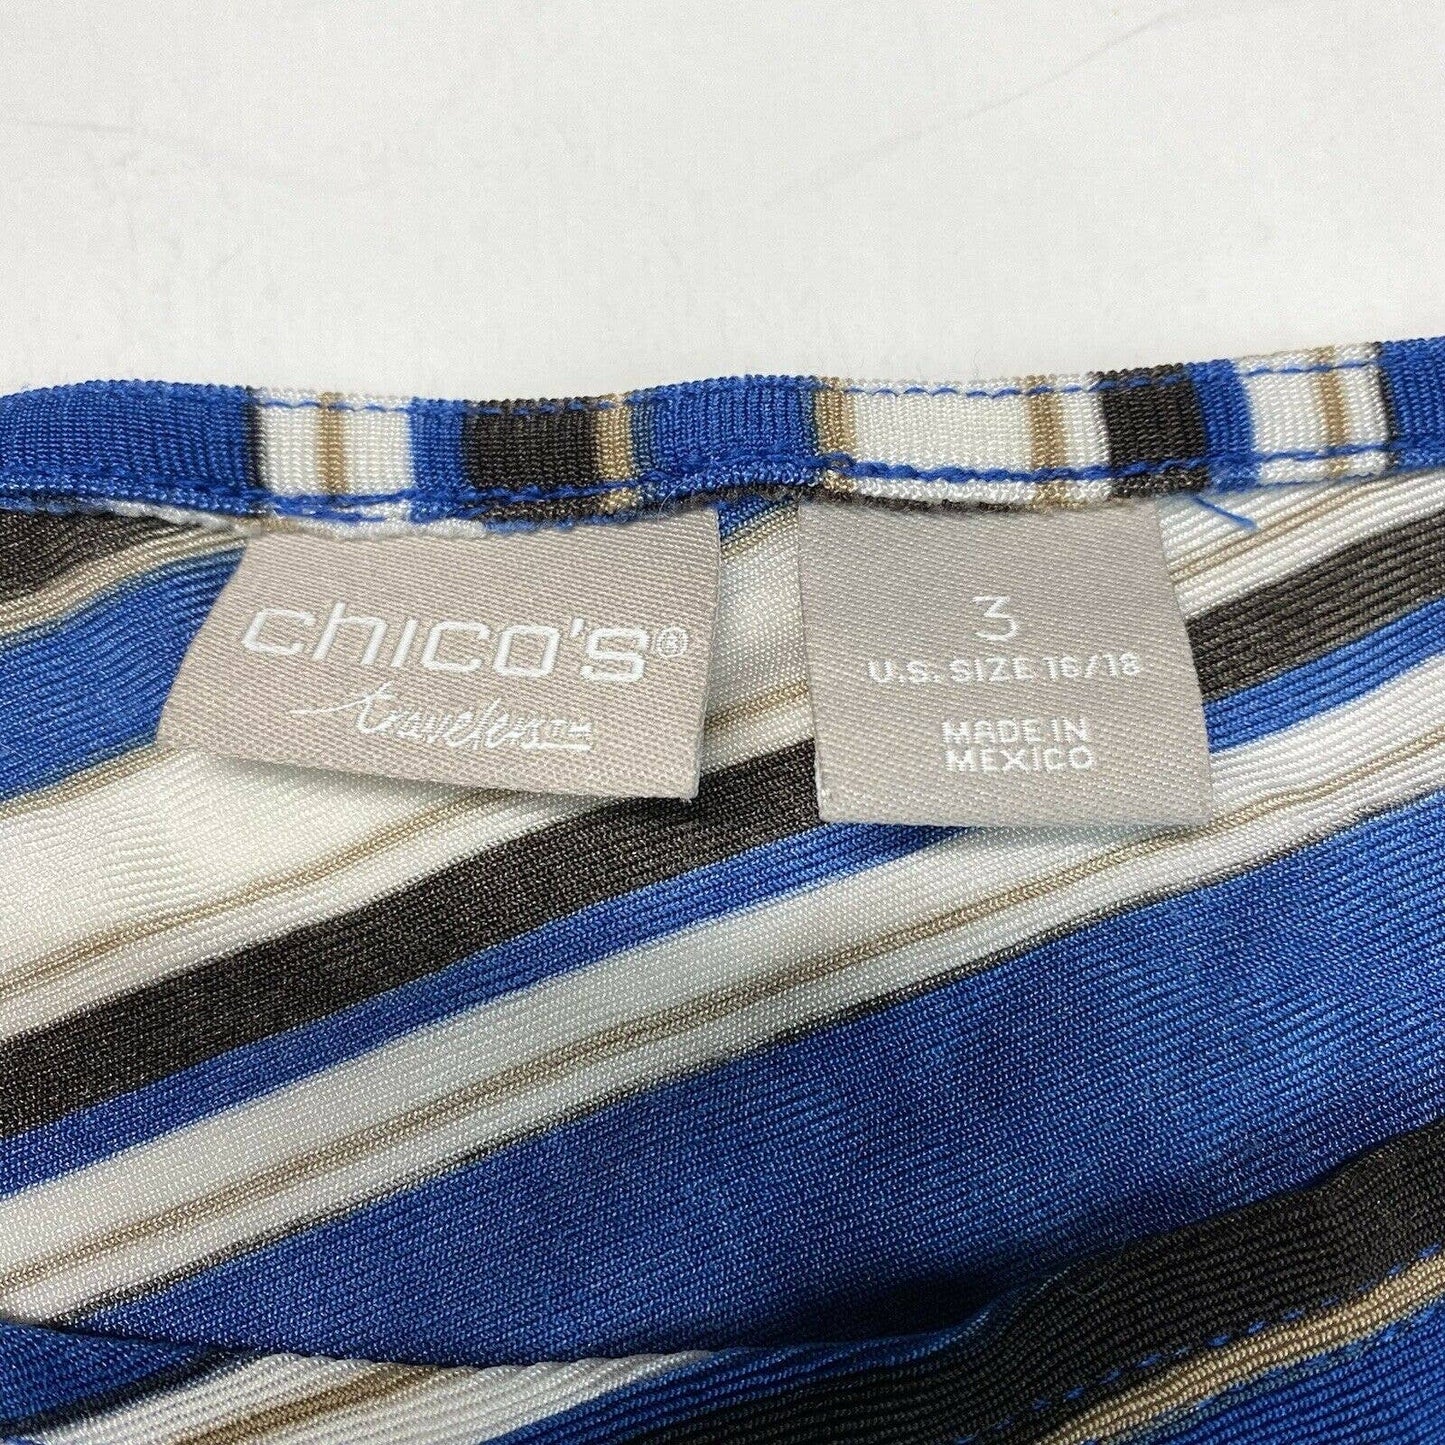 chico's®
travelers™
3
U.S. SIZE 16/18
MADE IN
MEXICO